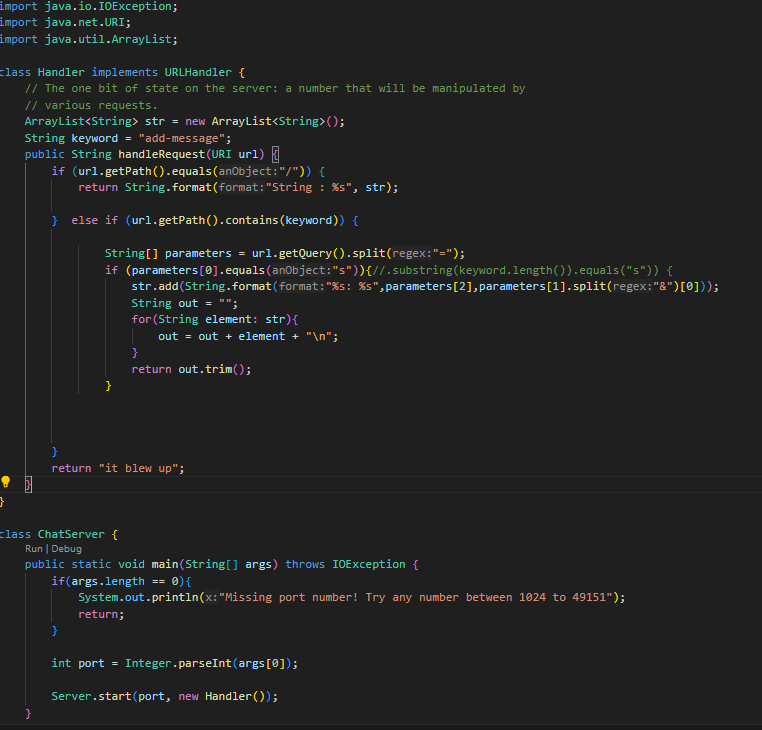 import java.io.IOException;
import java.net.URI;
import java.util.ArrayList;
class Handler implements URLHandler {
// The one bit of state on the server: a number that will be manipulated by
// various requests.
ArrayList<String> str = new ArrayList<String>();
String keyword = "add-message";
public String handleRequest(URI url) {
if (url.getPath().equals(anObject:"/")) {
return String.format(format:"String : %s", str);
} else if (url.getPath().contains(keyword)) {
String[] parameters = url.getQuery().split(regex:"=");
if (parameters[0].equals(anObject:"s")){//.substring(keyword.length()).equals("s")) {
str.add(String.format(format:"%s: %s",parameters[2],parameters[1].split(regex:"&")[0]));
String out = "";
for(String element: str){
out = out + element + "\n";
}
return out.trim();
}
}
return "it blew up";
}
}
class ChatServer {
Run | Debug
public static void main(String[] args) throws IOException {
if(args.length == 0){
System.out.println(x:"Missing port number! Try any number between 1024 to 49151");
return;
}
int port = Integer.parseInt(args[0]);
Server.start(port, new Handler());
}